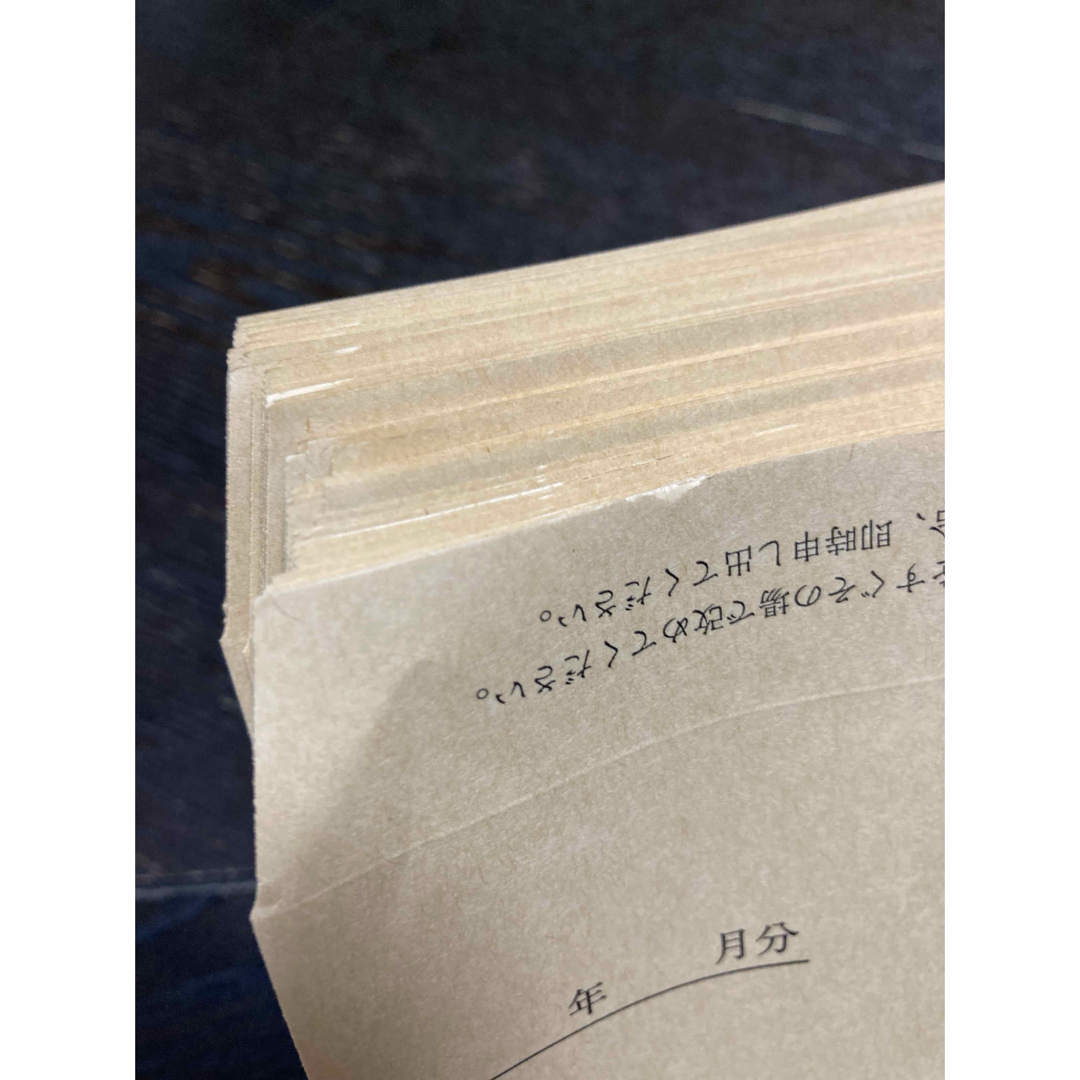 をすぐその場で改めてください。
、即時申し出てください。
年 月分